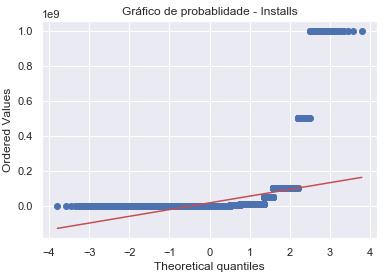 Gráfico de probablidade - Installs
1e9
Ordered Values
1.0
0.8
0.6
0.4
0.2
0.0
−4 −3 −2 −1 0 1 2 3 4
Theoretical quantiles